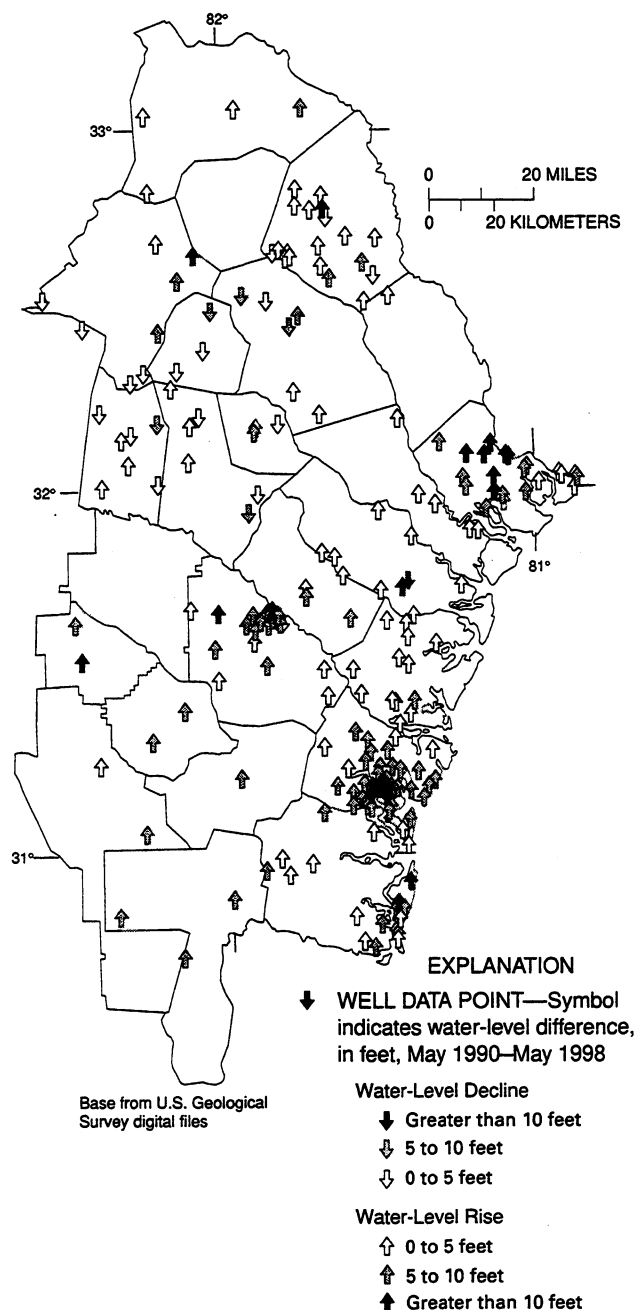 82°
33°
0 20 MILES
0 20 KILOMETERS
32°
81°
31°
EXPLANATION
WELL DATA POINT—Symbol
indicates water-level difference,
in feet, May 1990–May 1998
Base from U.S. Geological
Survey digital files
Water-Level Decline
Greater than 10 feet
5 to 10 feet
0 to 5 feet
Water-Level Rise
0 to 5 feet
5 to 10 feet
Greater than 10 feet